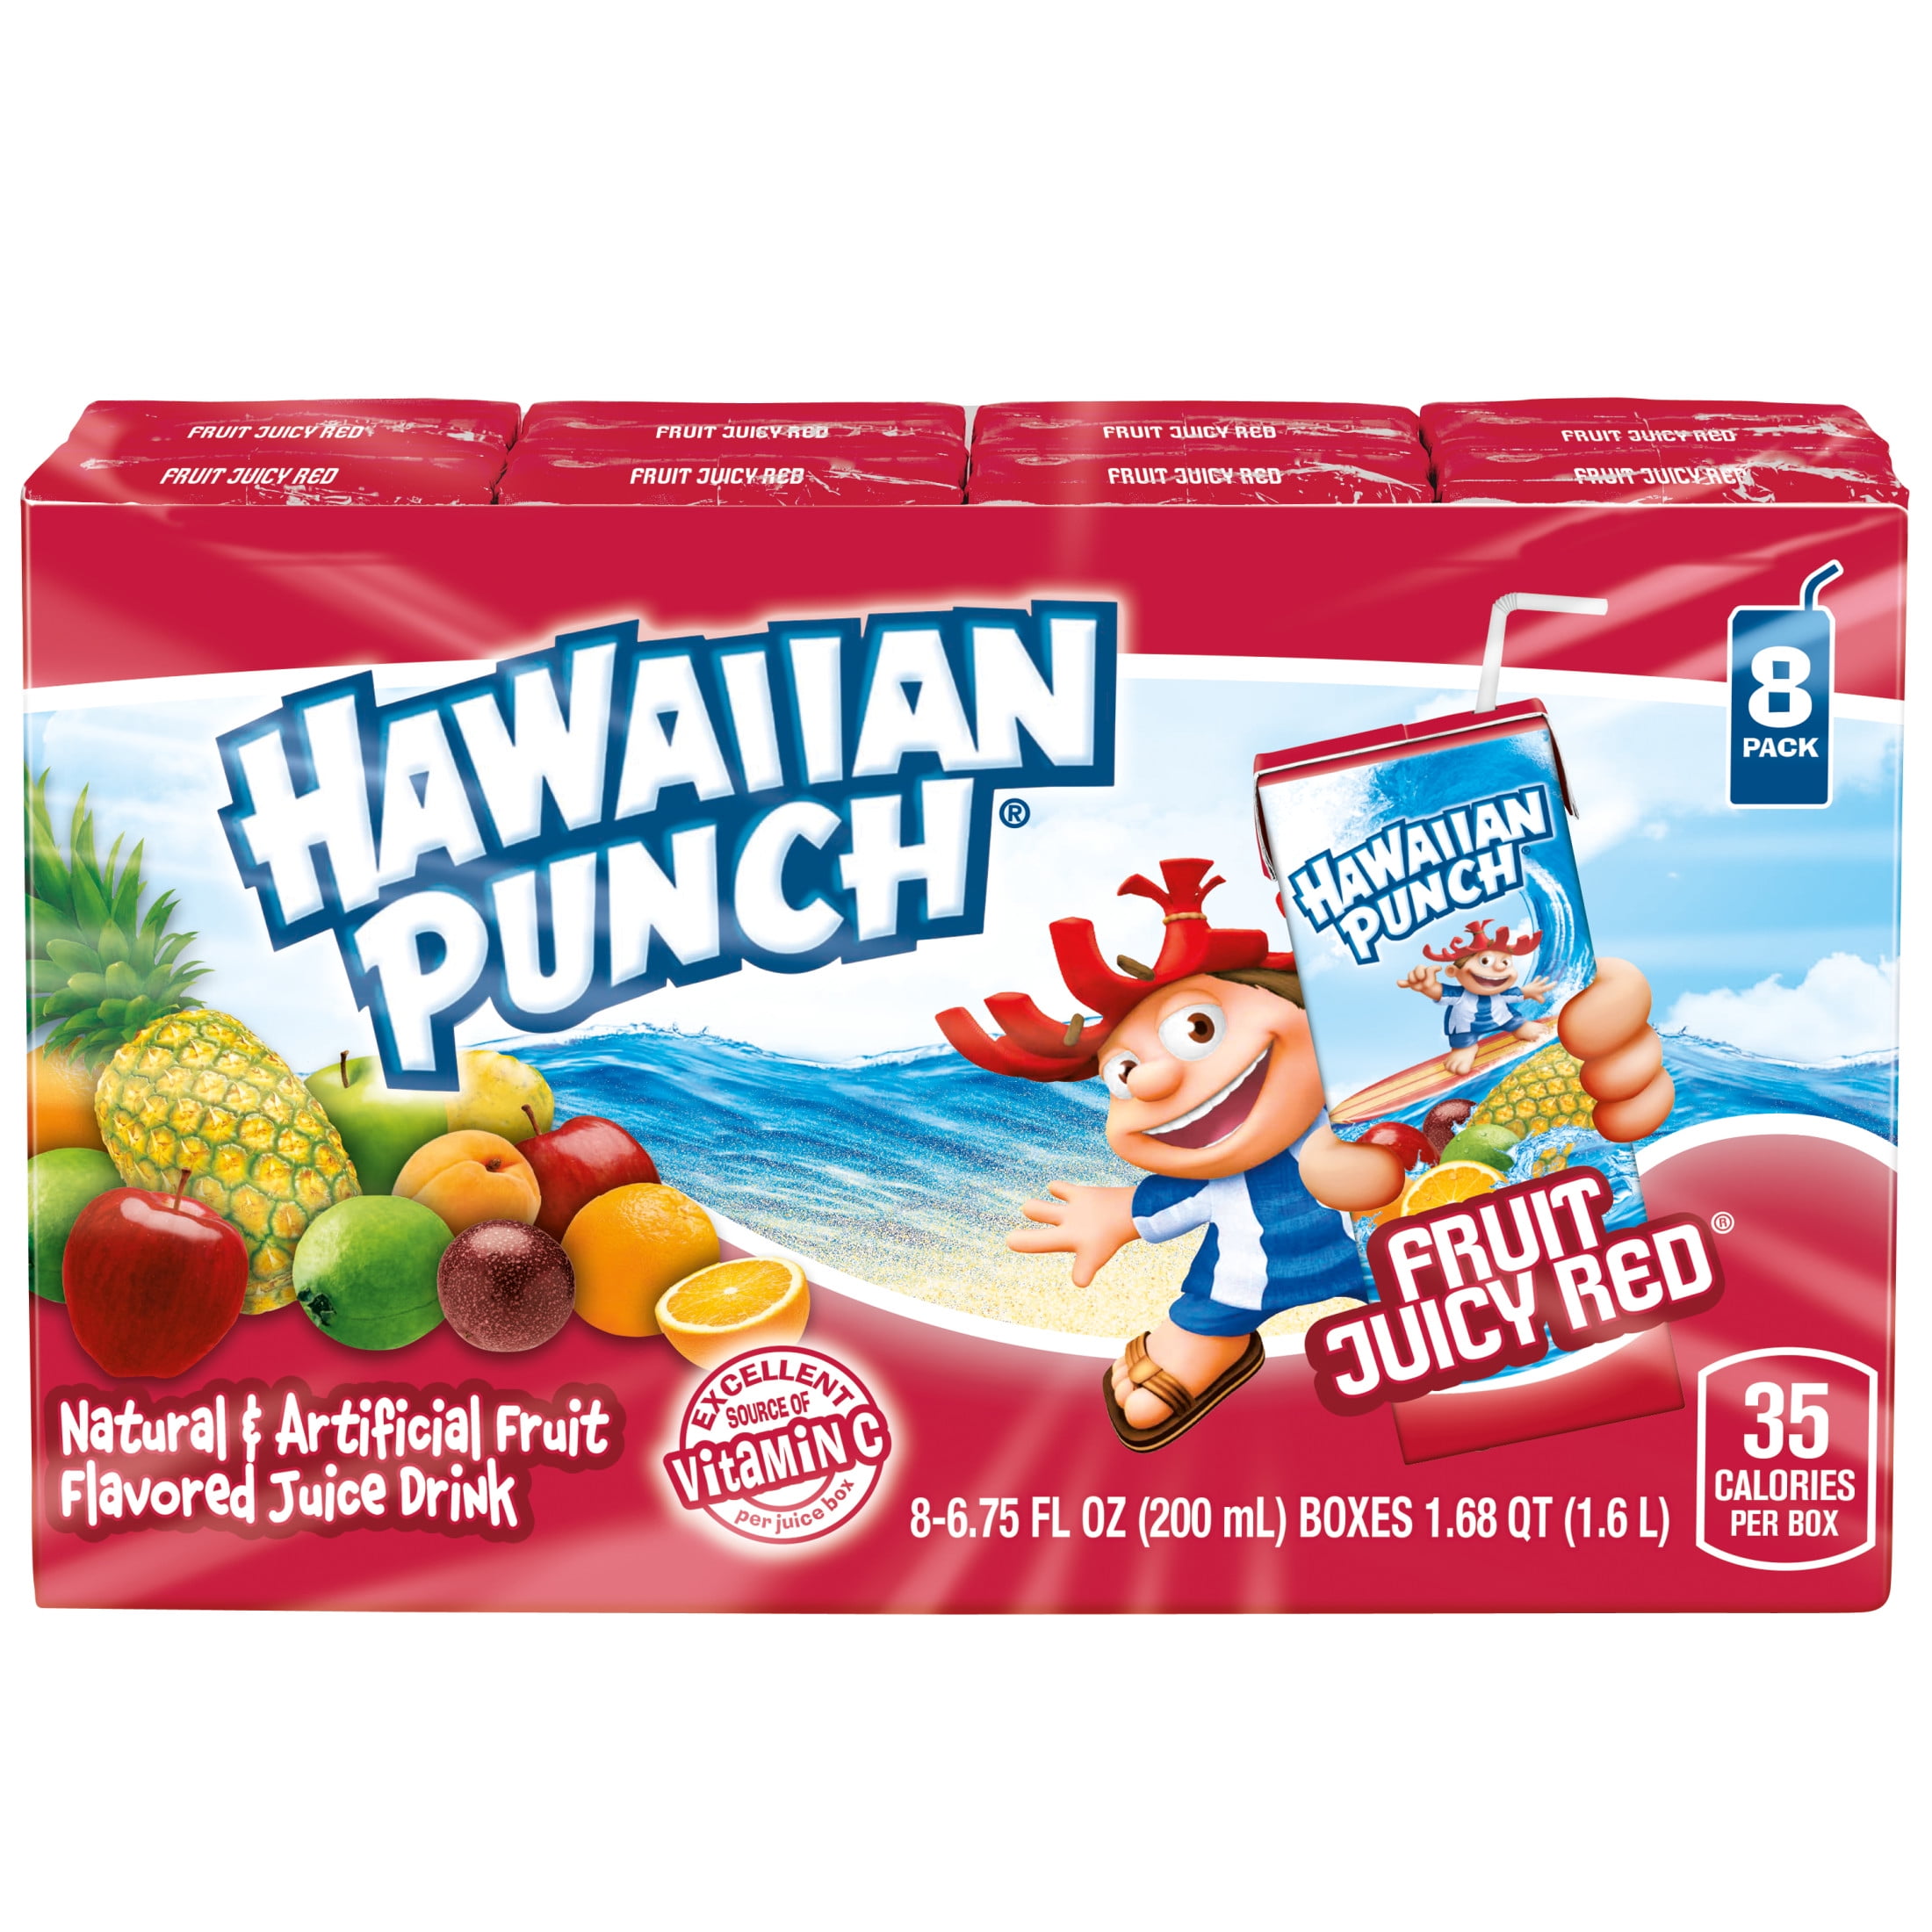 FRUIT JUICY RED FRUIT JUICY RED FRUIT JUICY RED FRUIT JUICY RED
FRUIT JUICY RED FRUIT JUICY RED FRUIT JUICY RED FRUIT JUICY RED
HAWAIIAN
PUNCH®
8
PACK
HAWAIIAN
PUNCH
FRUIT
JUICY RED®
Natural & Artificial Fruit
Flavored Juice Drink
EXCELLENT
SOURCE OF
VitaMiN C
per juice box
8-6.75 FL OZ (200 mL) BOXES 1.68 QT (1.6 L)
35
CALORIES
PER BOX